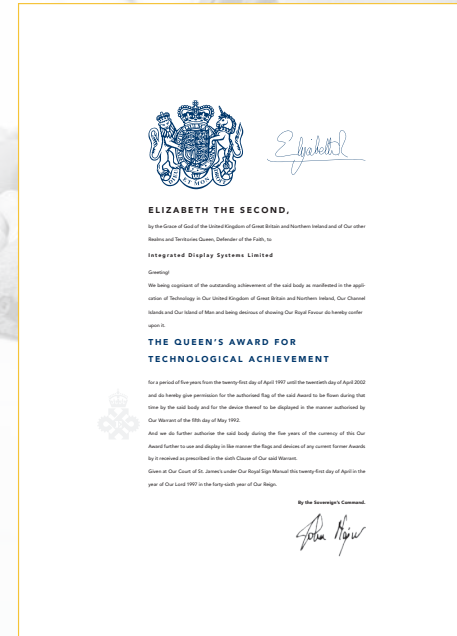 Elizabeth R
DIEU ET MON DROIT
ELIZABETH THE SECOND,
by the Grace of God of the United Kingdom of Great Britain and Northern Ireland and of Our other
Realms and Territories Queen, Defender of the Faith, to
Integrated Display Systems Limited
Greeting!
We being cognisant of the outstanding achievement of the said body as manifested in the appli-
cation of Technology in Our United Kingdom of Great Britain and Northern Ireland, Our Channel
Islands and Our Island of Man and being desirous of showing Our Royal Favour do hereby confer
upon it.
THE QUEEN'S AWARD FOR
TECHNOLOGICAL ACHIEVEMENT
for a period of five years from the twenty-first day of April 1997 until the twentieth day of April 2002
and do hereby give permission for the authorised flag of the said Award to be flown during that
time by the said body and for the device thereof to be displayed in the manner authorised by
Our Warrant of the fifth day of May 1992.
And we do further authorise the said body during the five years of the currency of this Our
Award further to use and display in like manner the flags and devices of any current former Awards
by it received as prescribed in the sixth Clause of Our said Warrant.
Given at Our Court of St. James's under Our Royal Sign Manual this twenty-first day of April in the
year of Our Lord 1997 in the forty-sixth year of Our Reign.
By the Sovereign's Command.
John Major